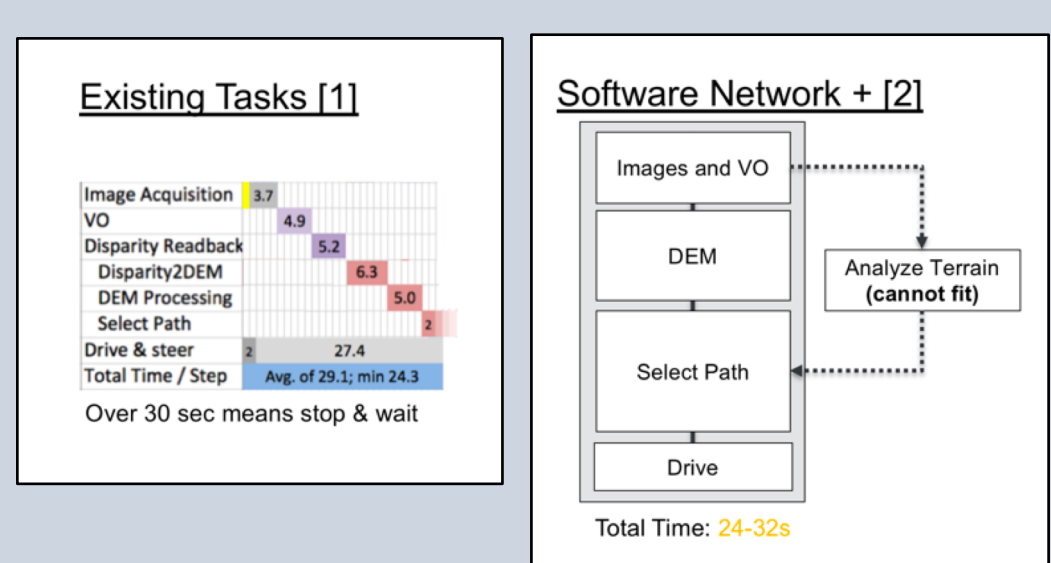 Existing Tasks [1]
Image Acquisition 3.7
VO 4.9
Disparity Readback 5.2
Disparity2DEM 6.3
DEM Processing 5.0
Select Path 2
Drive & steer 2 27.4
Total Time / Step Avg. of 29.1; min 24.3
Over 30 sec means stop & wait
Software Network + [2]
Images and VO
DEM
Analyze Terrain
(cannot fit)
Select Path
Drive
Total Time: 24-32s